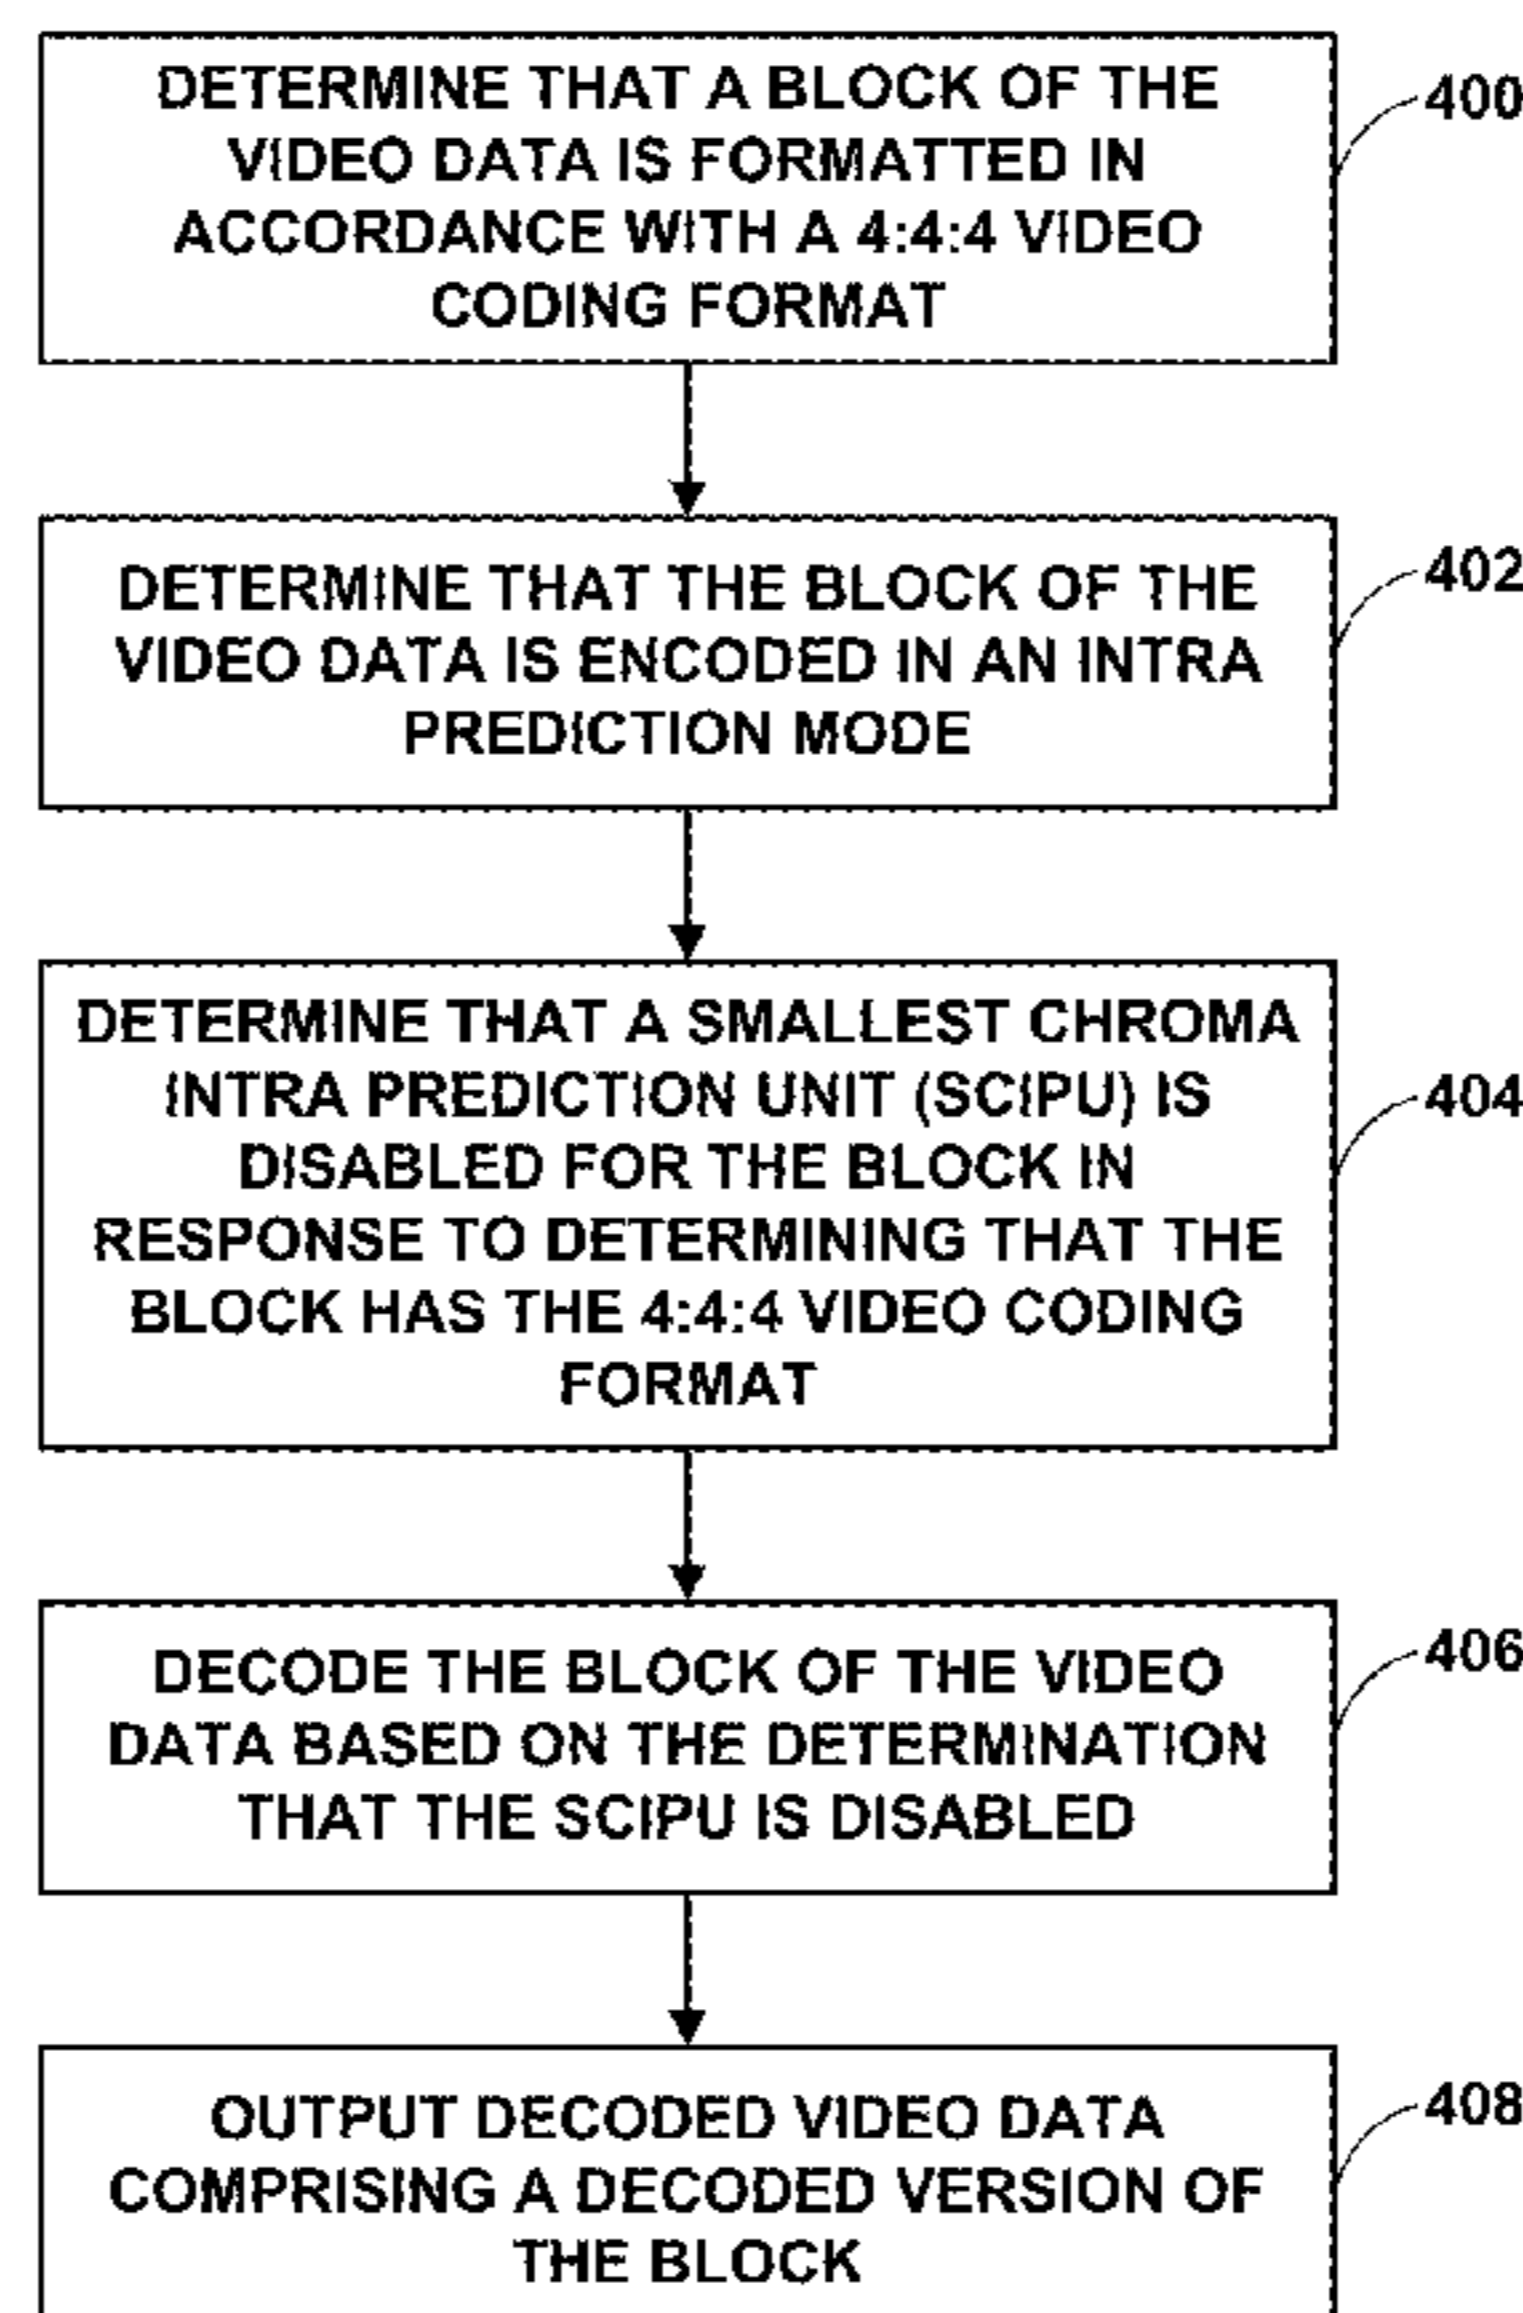 DETERMINE THAT A BLOCK OF THE
VIDEO DATA IS FORMATTED IN
ACCORDANCE WITH A 4:4:4 VIDEO
CODING FORMAT
400
DETERMINE THAT THE BLOCK OF THE
VIDEO DATA IS ENCODED IN AN INTRA
PREDICTION MODE
402
DETERMINE THAT A SMALLEST CHROMA
INTRA PREDICTION UNIT (SCIPU) IS
DISABLED FOR THE BLOCK IN
RESPONSE TO DETERMINING THAT THE
BLOCK HAS THE 4:4:4 VIDEO CODING
FORMAT
404
DECODE THE BLOCK OF THE VIDEO
DATA BASED ON THE DETERMINATION
THAT THE SCIPU IS DISABLED
406
OUTPUT DECODED VIDEO DATA
COMPRISING A DECODED VERSION OF
THE BLOCK
408